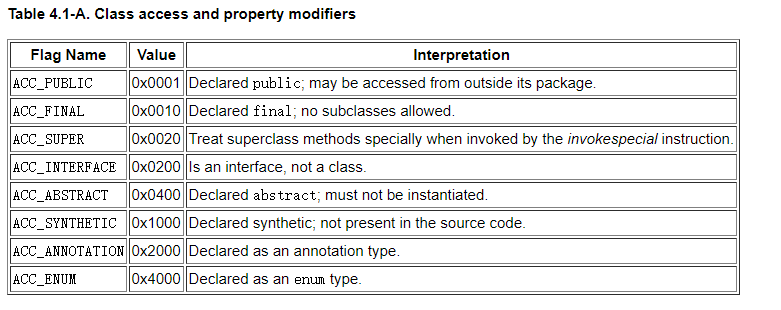 Table 4.1-A. Class access and property modifiers
Flag Name Value Interpretation
ACC_PUBLIC 0x0001 Declared public; may be accessed from outside its package.
ACC_FINAL 0x0010 Declared final; no subclasses allowed.
ACC_SUPER 0x0020 Treat superclass methods specially when invoked by the invokespecial instruction.
ACC_INTERFACE 0x0200 Is an interface, not a class.
ACC_ABSTRACT 0x0400 Declared abstract; must not be instantiated.
ACC_SYNTHETIC 0x1000 Declared synthetic; not present in the source code.
ACC_ANNOTATION 0x2000 Declared as an annotation type.
ACC_ENUM 0x4000 Declared as an enum type.